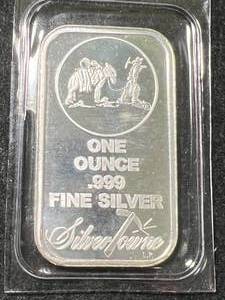 ONE
OUNCE
.999
FINE SILVER
SilverTowne
L.P.